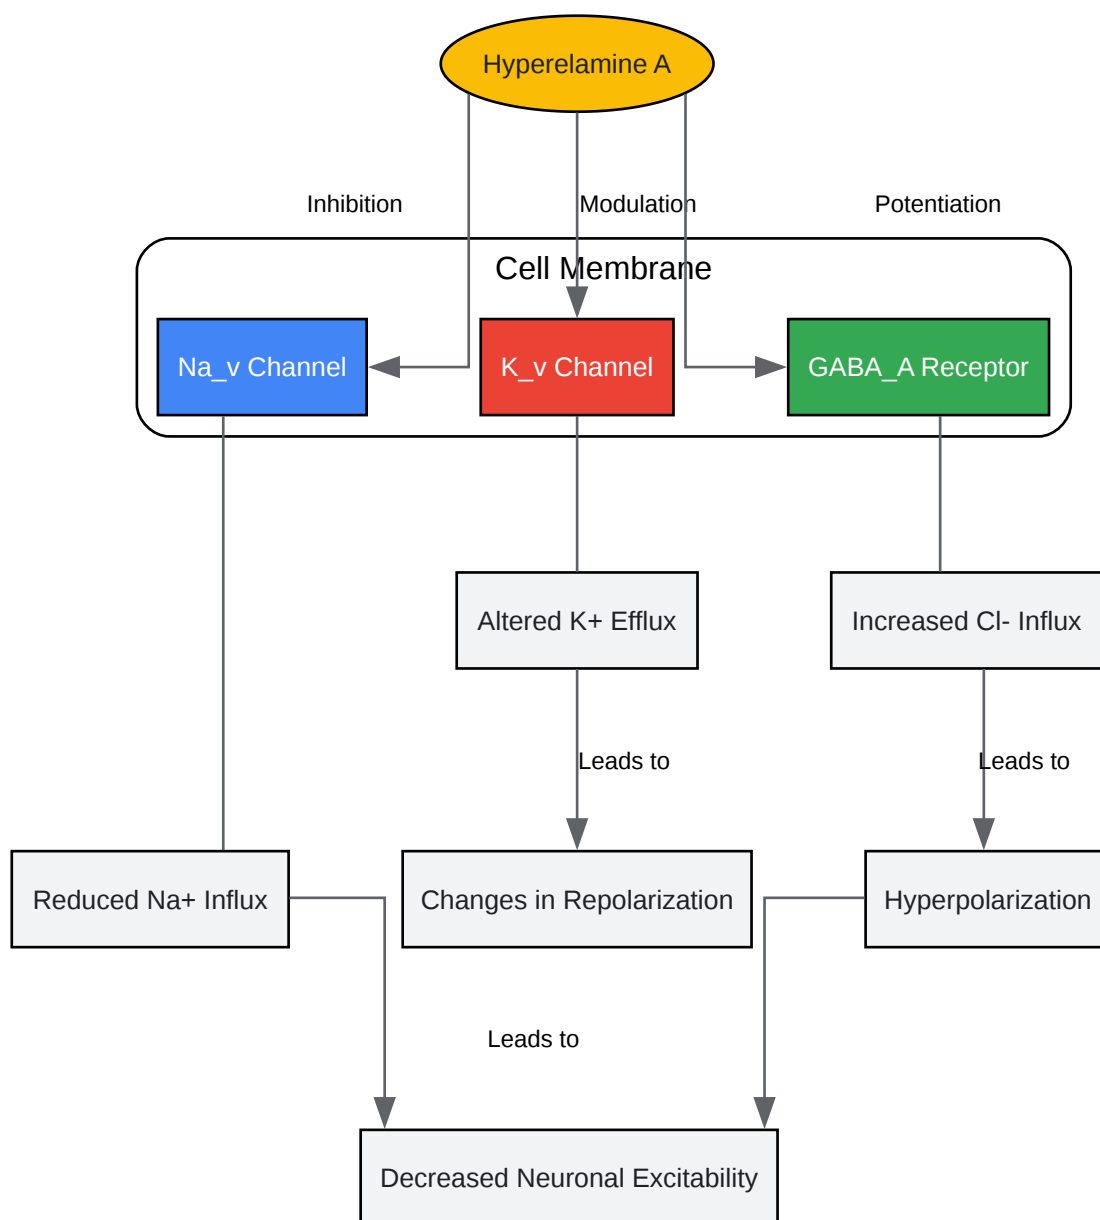 Hyperelamine A
Inhibition
Modulation
Potentiation
Cell Membrane
Na_v Channel
K_v Channel
GABA_A Receptor
Altered K+ Efflux
Increased Cl- Influx
Leads to
Leads to
Reduced Na+ Influx
Changes in Repolarization
Hyperpolarization
Leads to
Decreased Neuronal Excitability